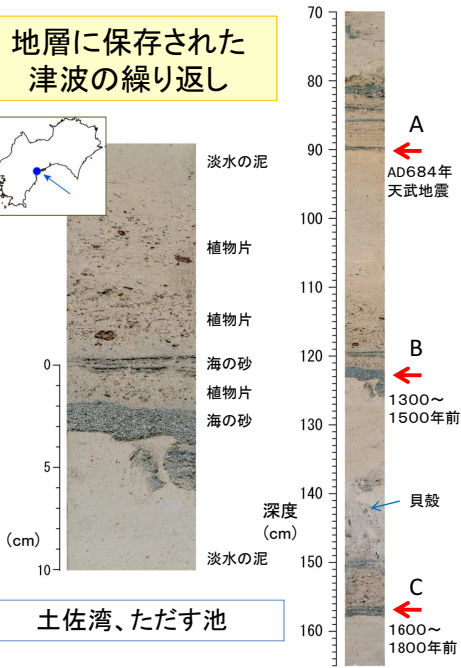 地層に保存された
津波の繰り返し
淡水の泥
植物片
植物片
海の砂
植物片
海の砂
淡水の泥
0
5
10
(cm)
土佐湾、ただす池
70
80
90
100
110
120
130
140
150
160
深度
(cm)
A
AD684年
天武地震
B
1300〜
1500年前
貝殻
C
1600〜
1800年前